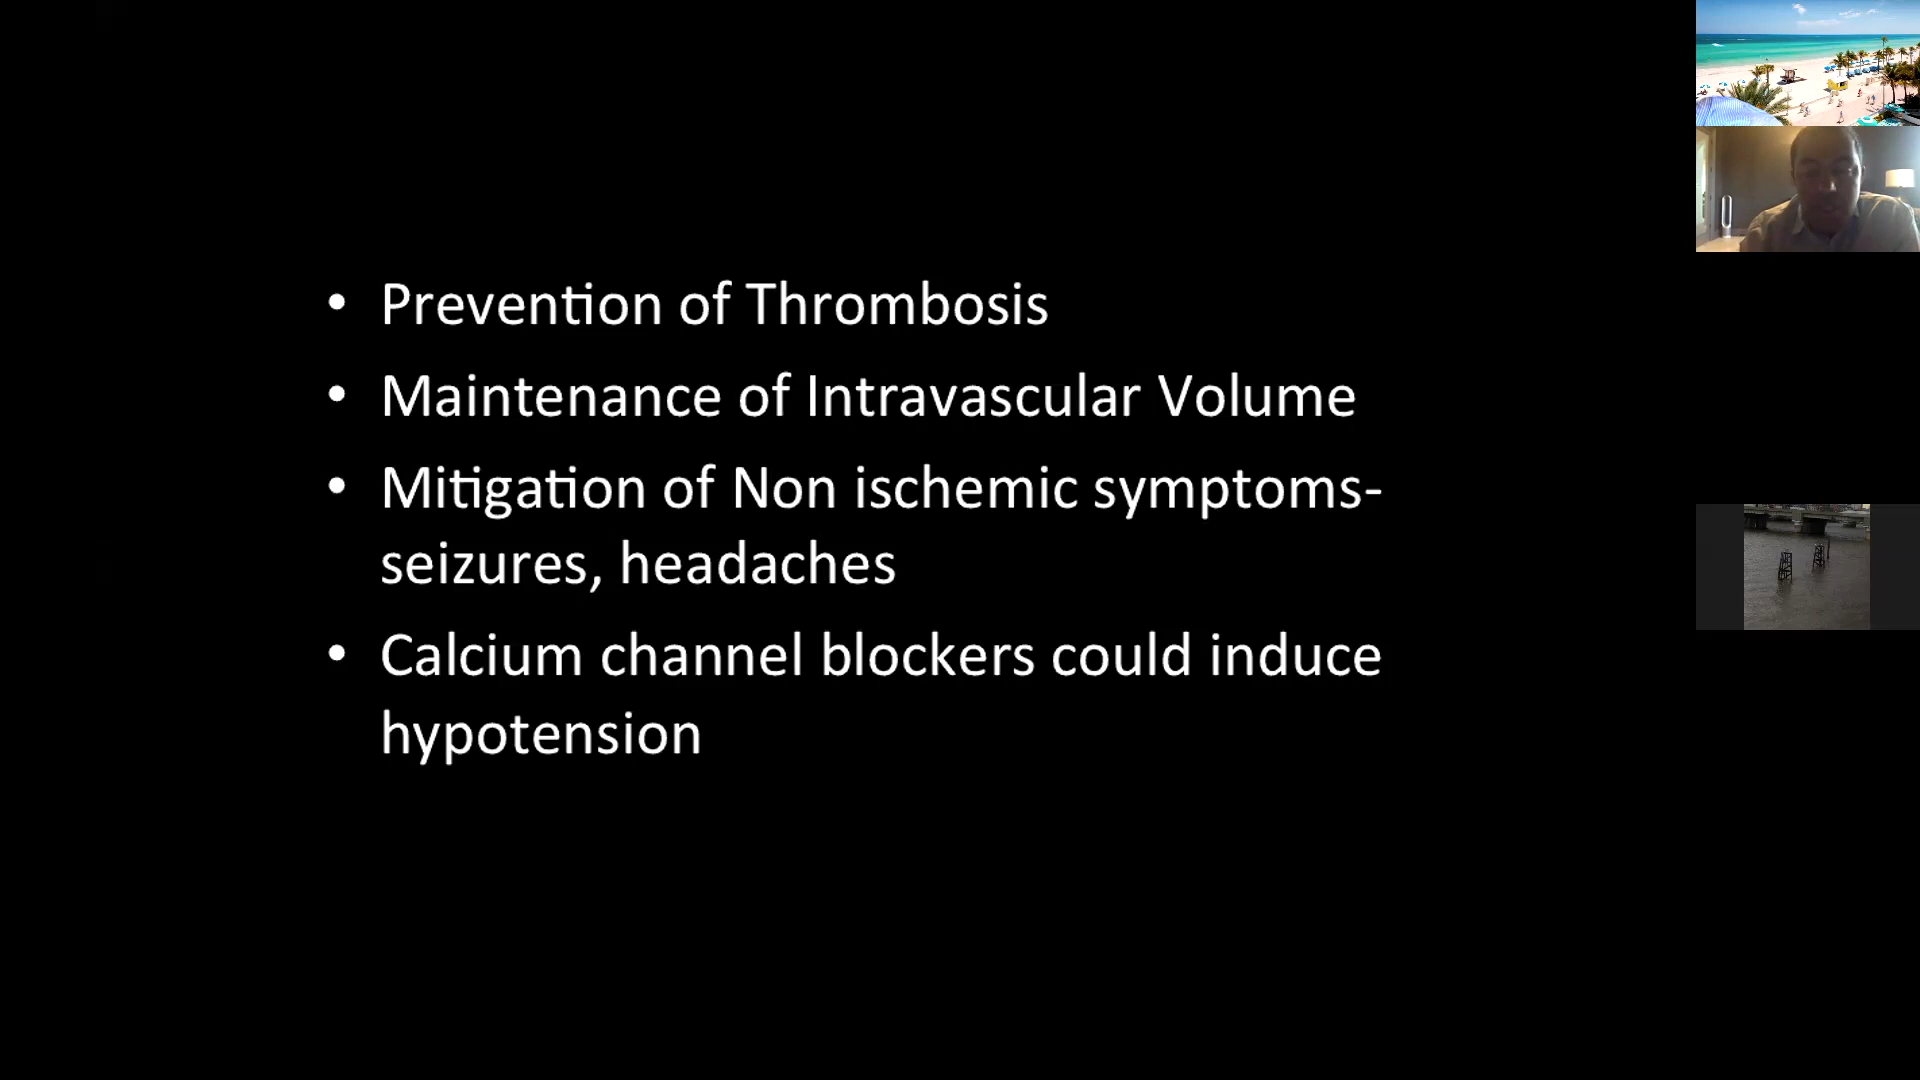 • Prevention of Thrombosis
• Maintenance of Intravascular Volume
• Mitigation of Non ischemic symptoms-
seizures, headaches
• Calcium channel blockers could induce
hypotension